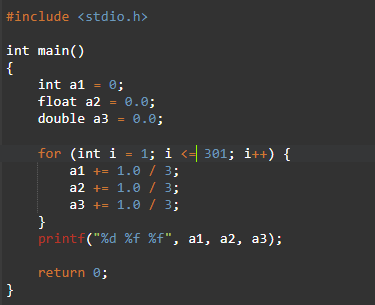 #include <stdio.h>
int main()
{
    int a1 = 0;
    float a2 = 0.0;
    double a3 = 0.0;
    for (int i = 1; i <= 301; i++) {
        a1 += 1.0 / 3;
        a2 += 1.0 / 3;
        a3 += 1.0 / 3;
    }
    printf("%d %f %f", a1, a2, a3);
    return 0;
}